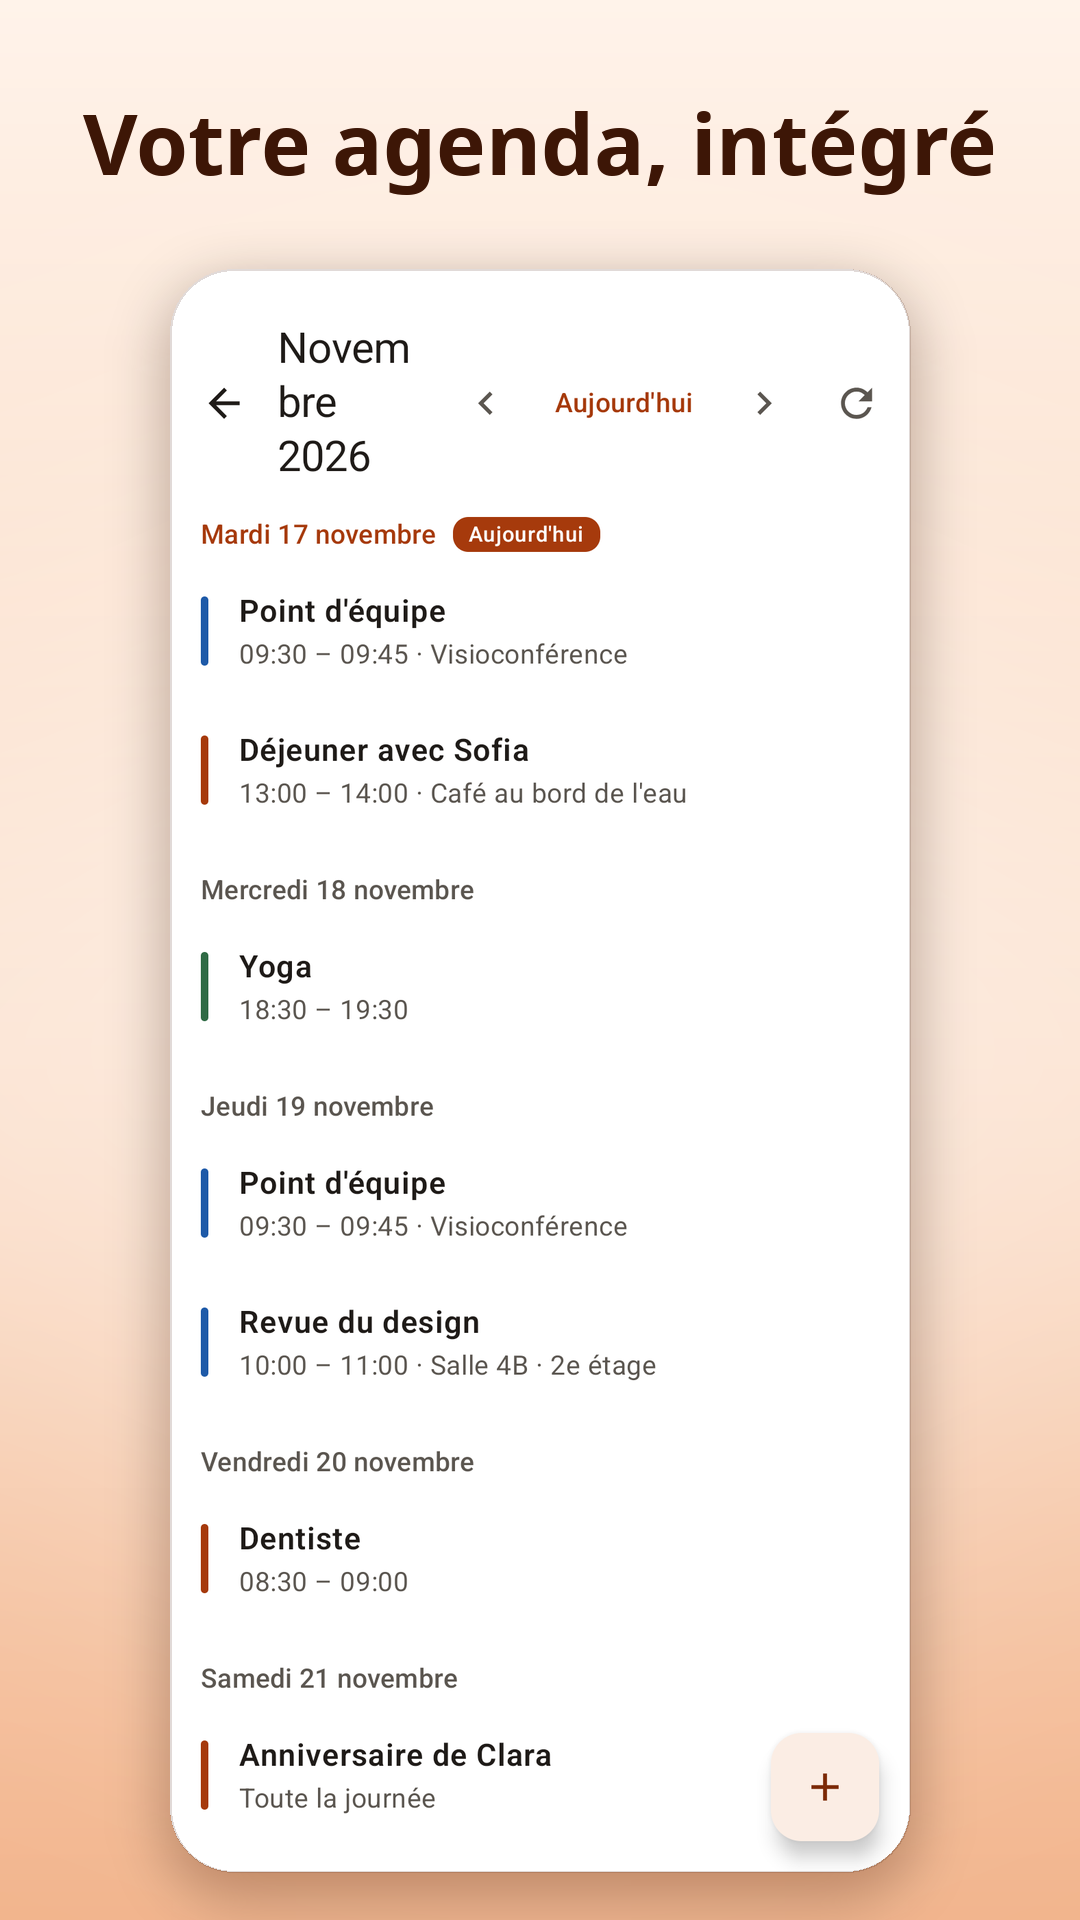 Votre agenda, intégré
Novem
bre
2026
Aujourd'hui
Mardi 17 novembre Aujourd'hui
Point d'équipe
09:30 – 09:45 · Visioconférence
Déjeuner avec Sofia
13:00 – 14:00 · Café au bord de l'eau
Mercredi 18 novembre
Yoga
18:30 – 19:30
Jeudi 19 novembre
Point d'équipe
09:30 – 09:45 · Visioconférence
Revue du design
10:00 – 11:00 · Salle 4B · 2e étage
Vendredi 20 novembre
Dentiste
08:30 – 09:00
Samedi 21 novembre
Anniversaire de Clara
Toute la journée